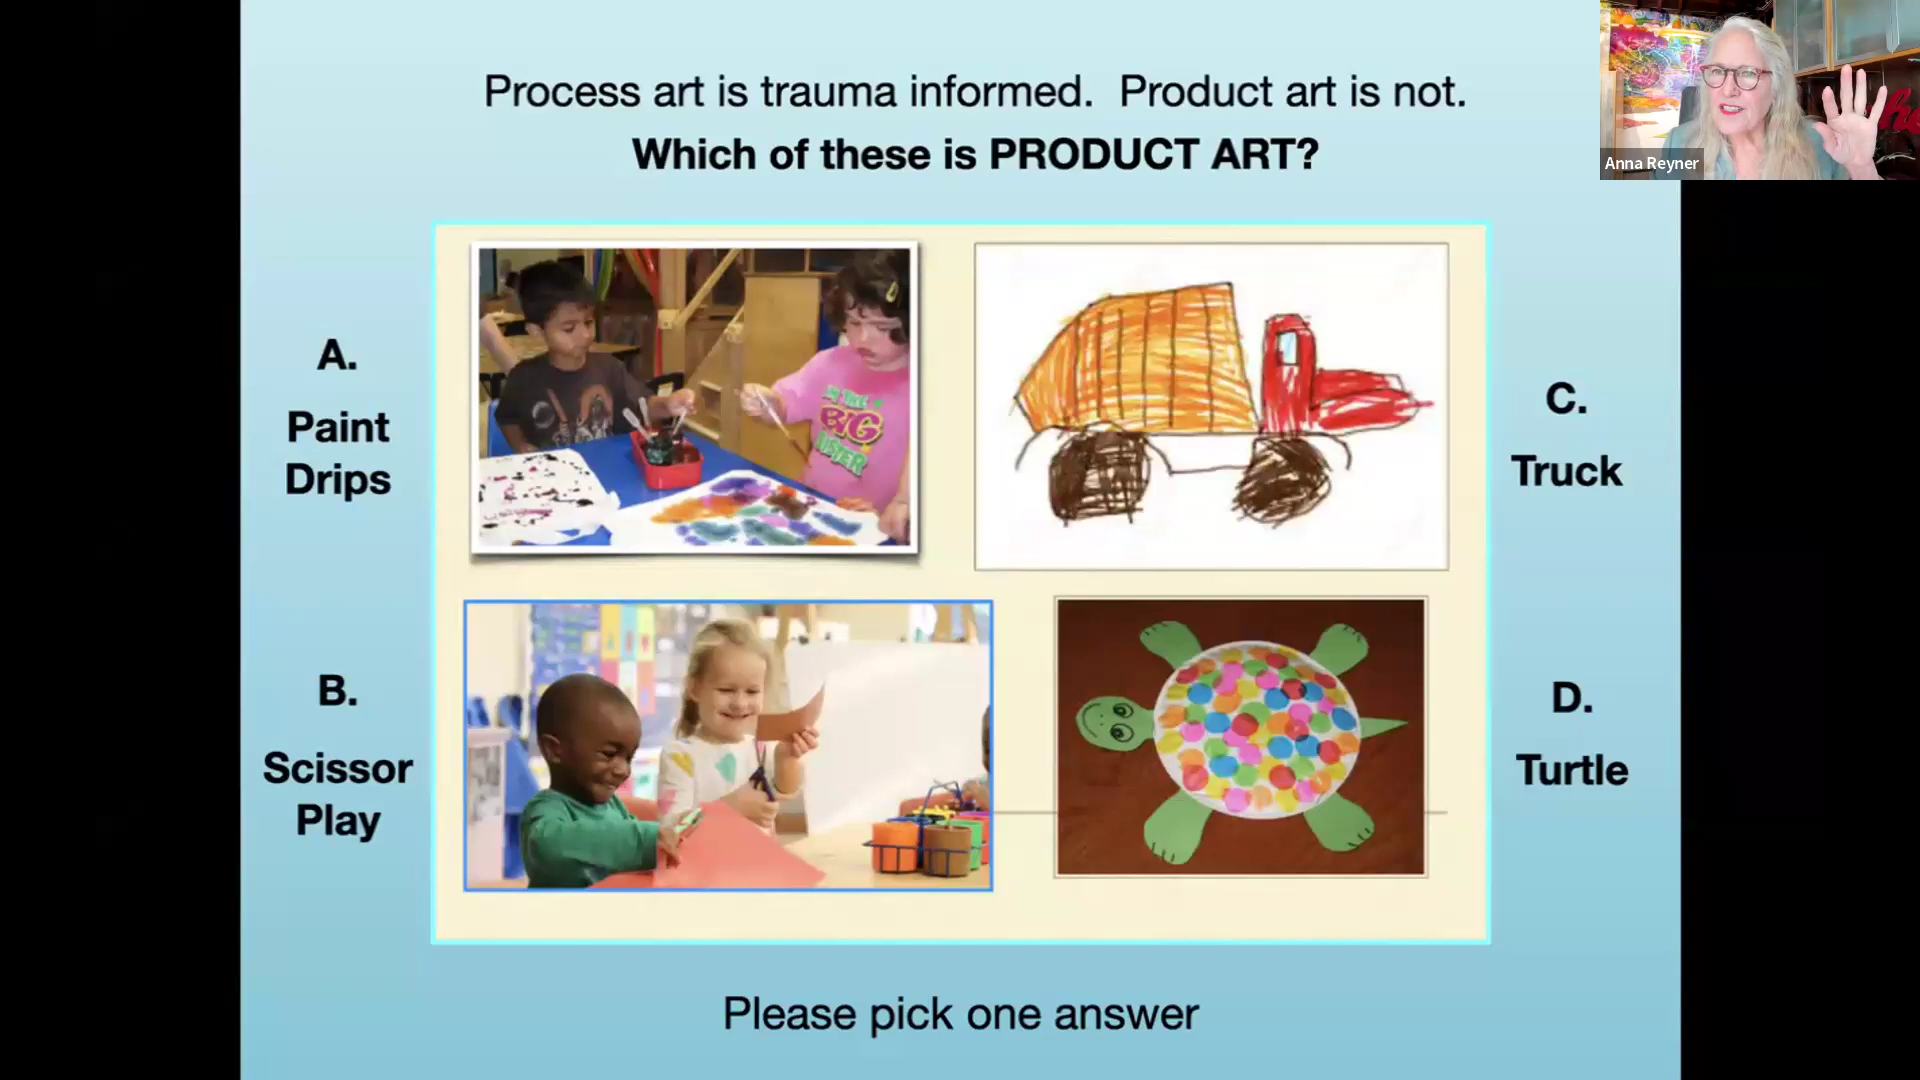 Process art is trauma informed. Product art is not.
Which of these is PRODUCT ART?
Anna Reyner
A.
Paint
Drips
BIG
C.
Truck
B.
Scissor
Play
D.
Turtle
Please pick one answer